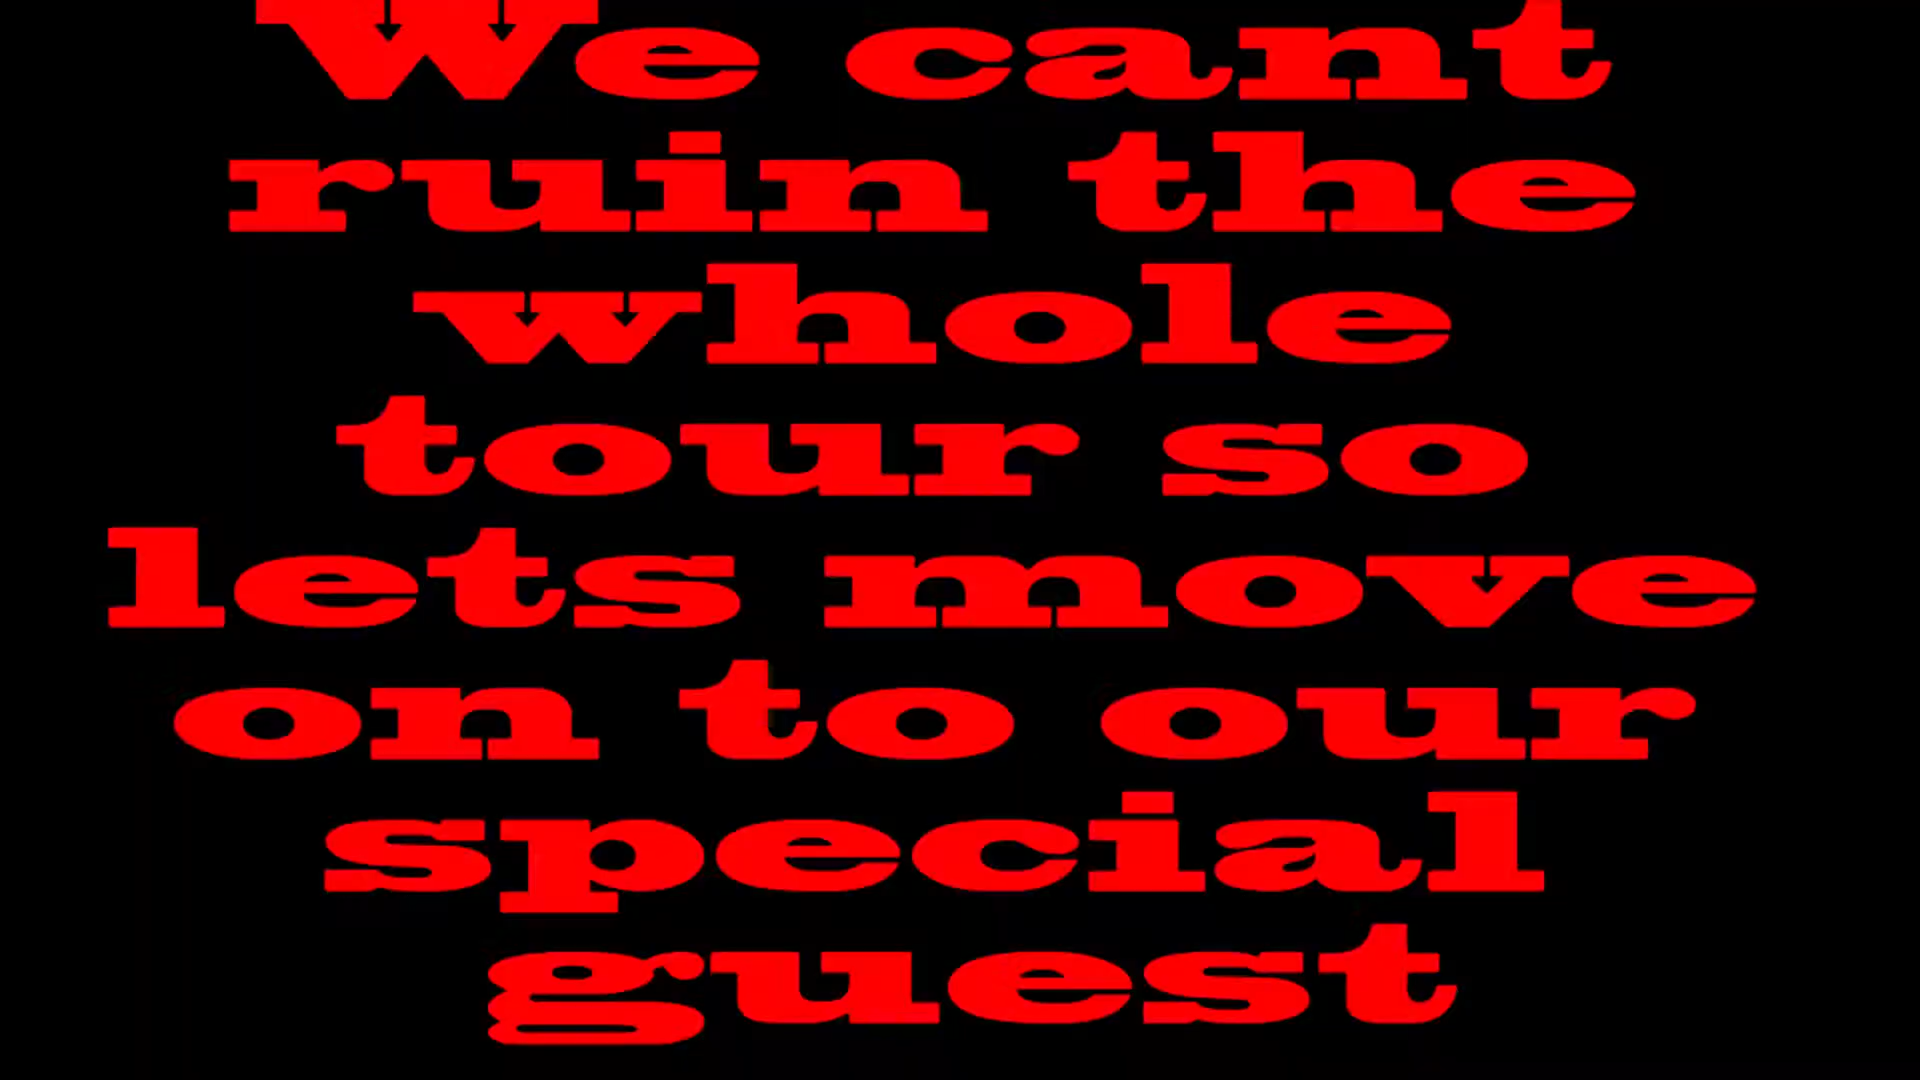 We cant
ruin the
whole
tour so
lets move
on to our
special
guest